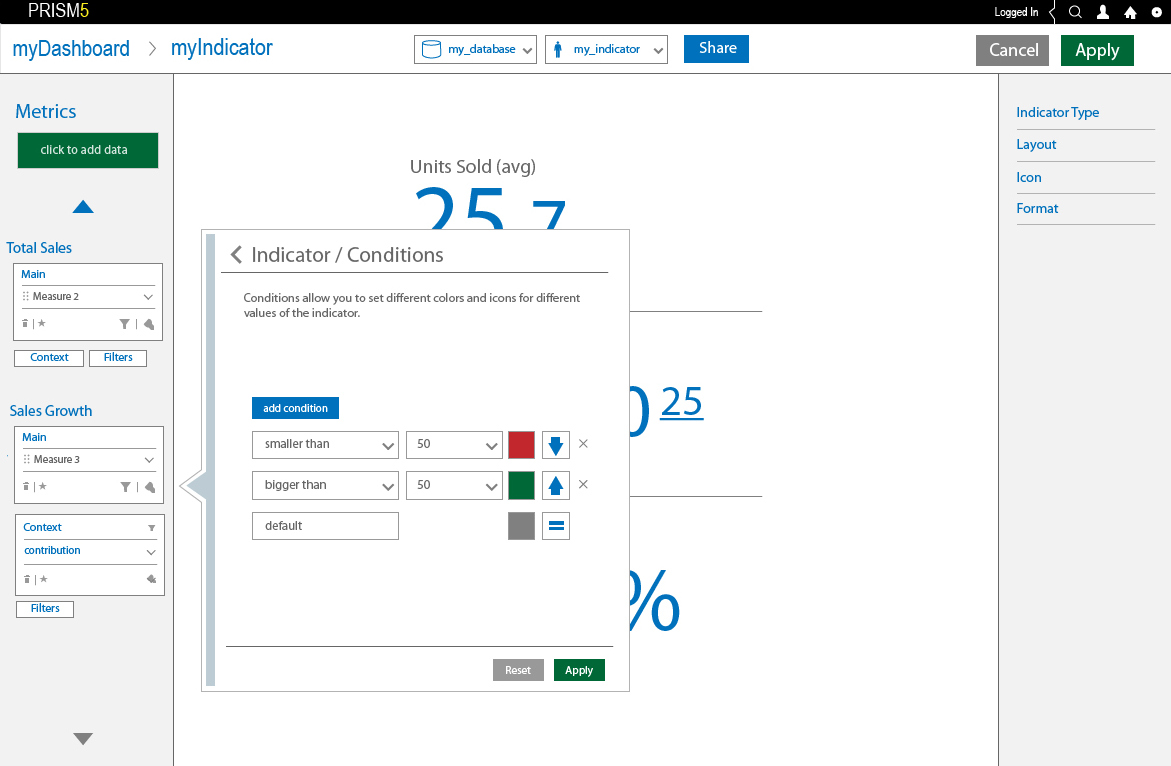 PRISM5
Logged In
myDashboard
myIndicator
my_database
my_indicator
Share
Cancel
Apply
Metrics
click to add data
Total Sales
Main
Measure 2
Context
Filters
Sales Growth
Main
Measure 3
Context
contribution
Filters
Units Sold (avg)
25.7
Indicator / Conditions
Conditions allow you to set different colors and icons for different
values of the indicator.
add condition
smaller than
50
bigger than
50
default
Reset
Apply
0 25
%
Indicator Type
Layout
Icon
Format